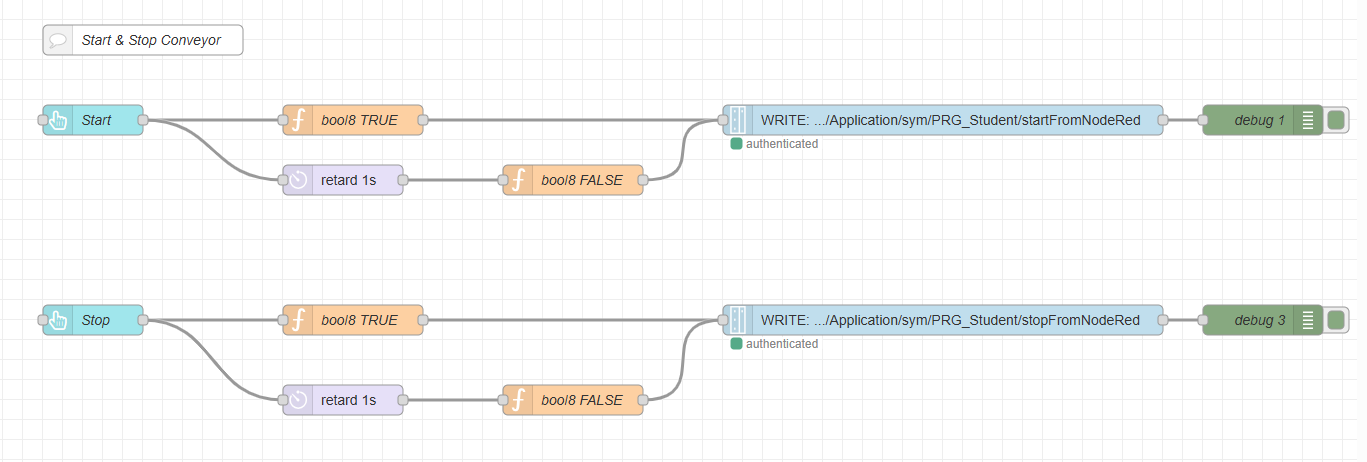 Start & Stop Conveyor
Start
bool8 TRUE
WRITE: .../Application/sym/PRG_Student/startFromNodeRed
debug 1
authenticated
retard 1s
bool8 FALSE
Stop
bool8 TRUE
WRITE: .../Application/sym/PRG_Student/stopFromNodeRed
debug 3
authenticated
retard 1s
bool8 FALSE